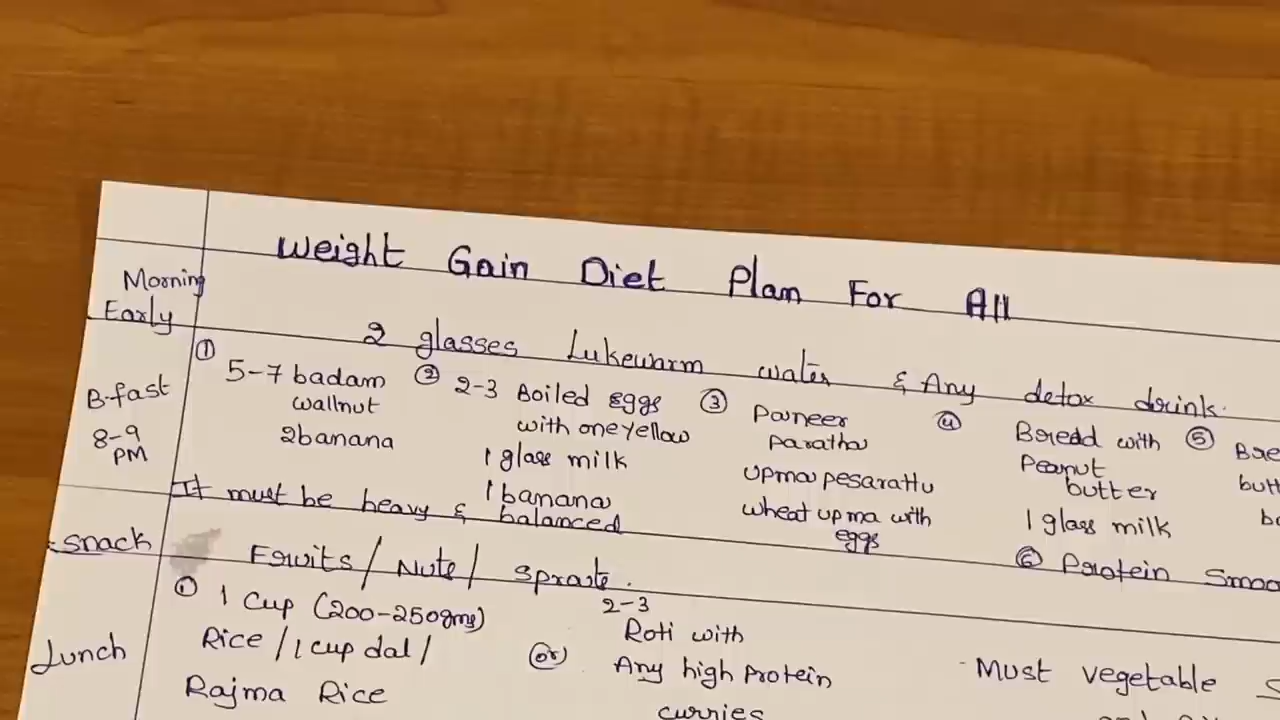 Weight Gain Diet Plan For All
Morning
Early
2 glasses Lukewarm water & Any detox drink.
B.fast
8-9
PM
① 5-7 badam
wallnut
2banana
② 2-3 Boiled eggs
with one yellow
1 glass milk
1 banana
③ Paneer
paratha
upma pesarattu
wheat upma with
eggs
④ Bread with
Peanut
butter
1 glass milk
⑤ Bre
butt
ba
⑥ Protein Smoo
It must be heavy & balanced
Snack
Fruits/Nuts/Sprouts.
Lunch
① 1 Cup (200-250gms)
Rice/1 cup dal/
Rajma Rice
(or)
2-3
Roti with
Any high protein
curries
Must vegetable S